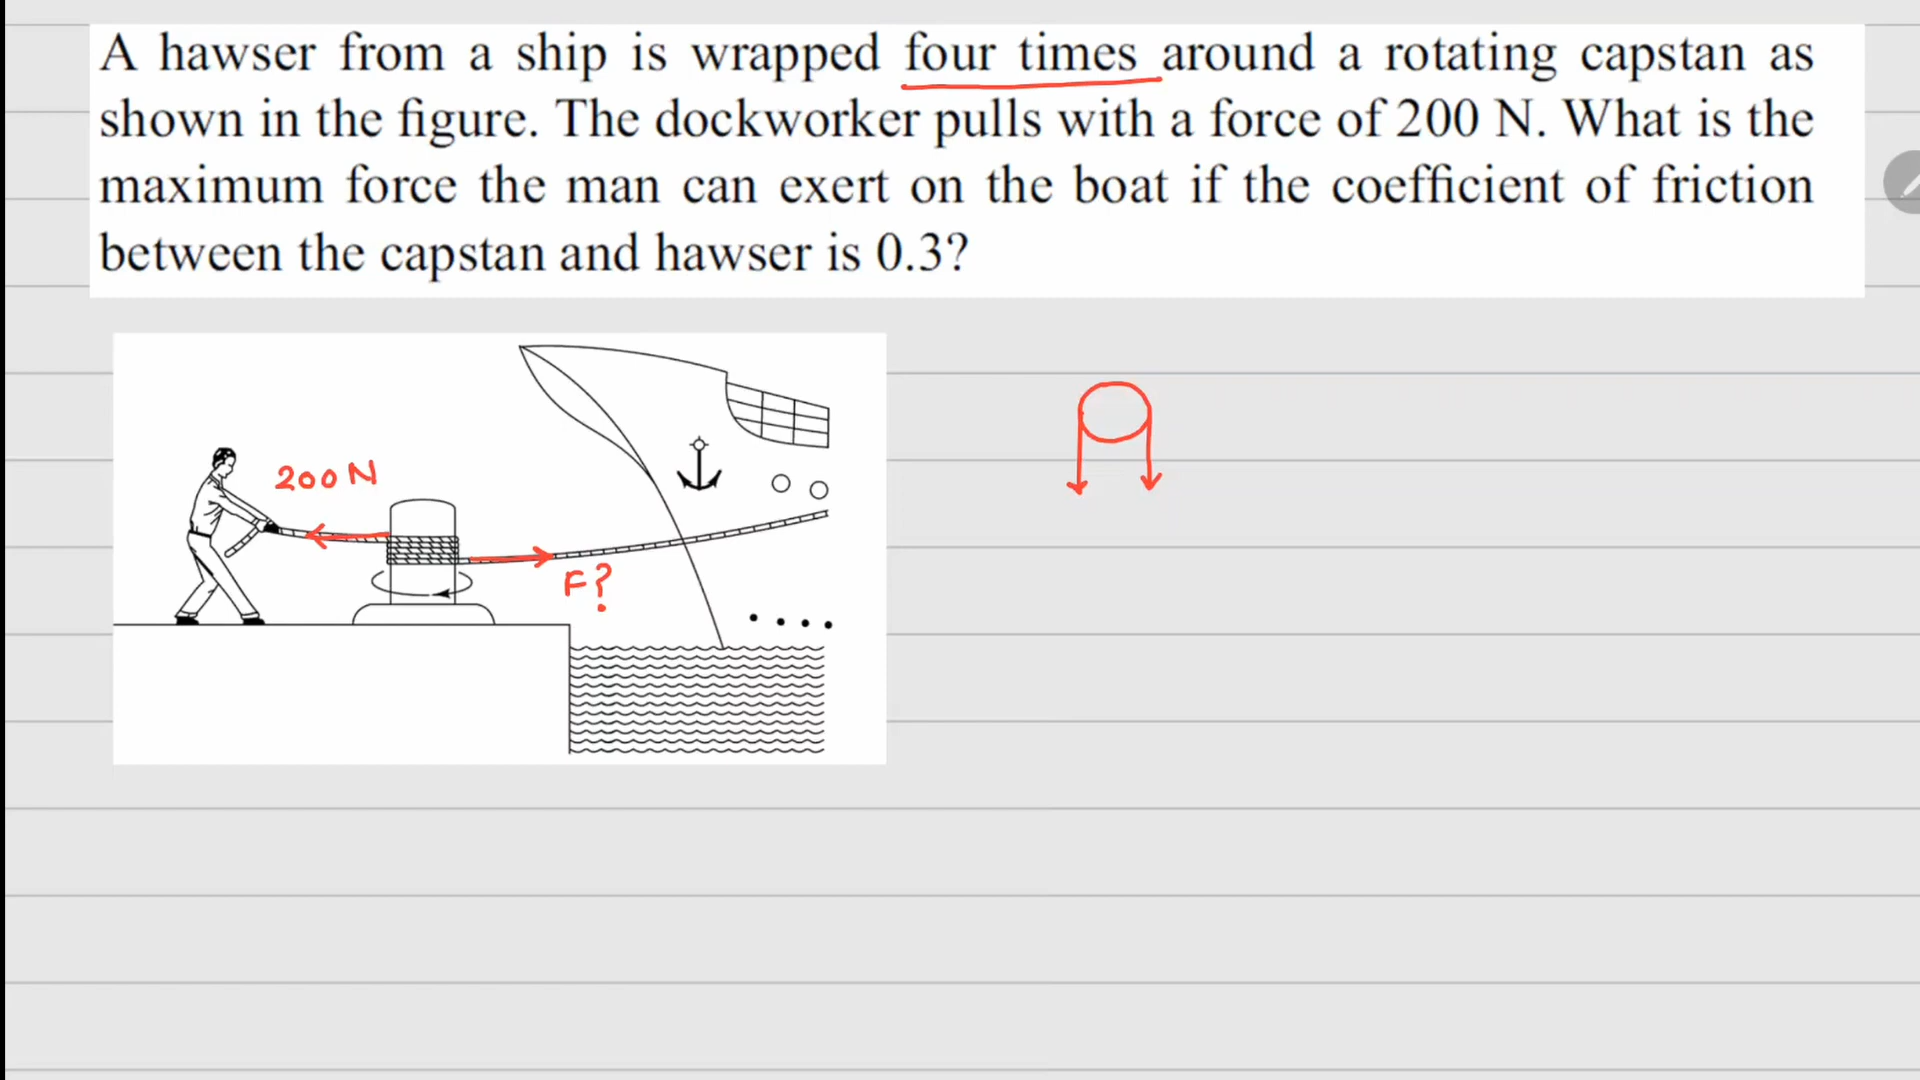 A hawser from a ship is wrapped four times around a rotating capstan as
shown in the figure. The dockworker pulls with a force of 200 N. What is the
maximum force the man can exert on the boat if the coefficient of friction
between the capstan and hawser is 0.3?
200N
F?